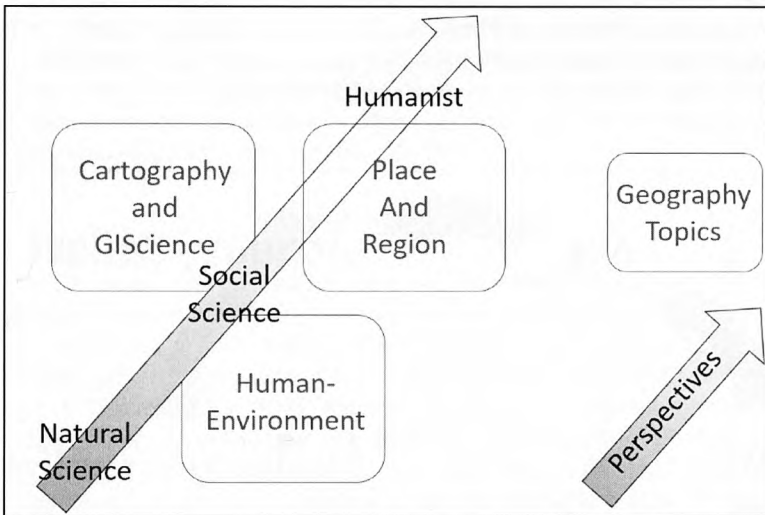 Humanist
Cartography
and
GIScience
Place
And
Region
Geography
Topics
Social
Science
Human-
Environment
Natural
Science
Perspectives